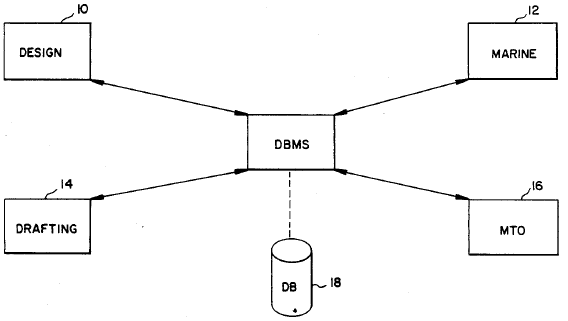 10
DESIGN
12
MARINE
DBMS
14
DRAFTING
16
MTO
DB
18